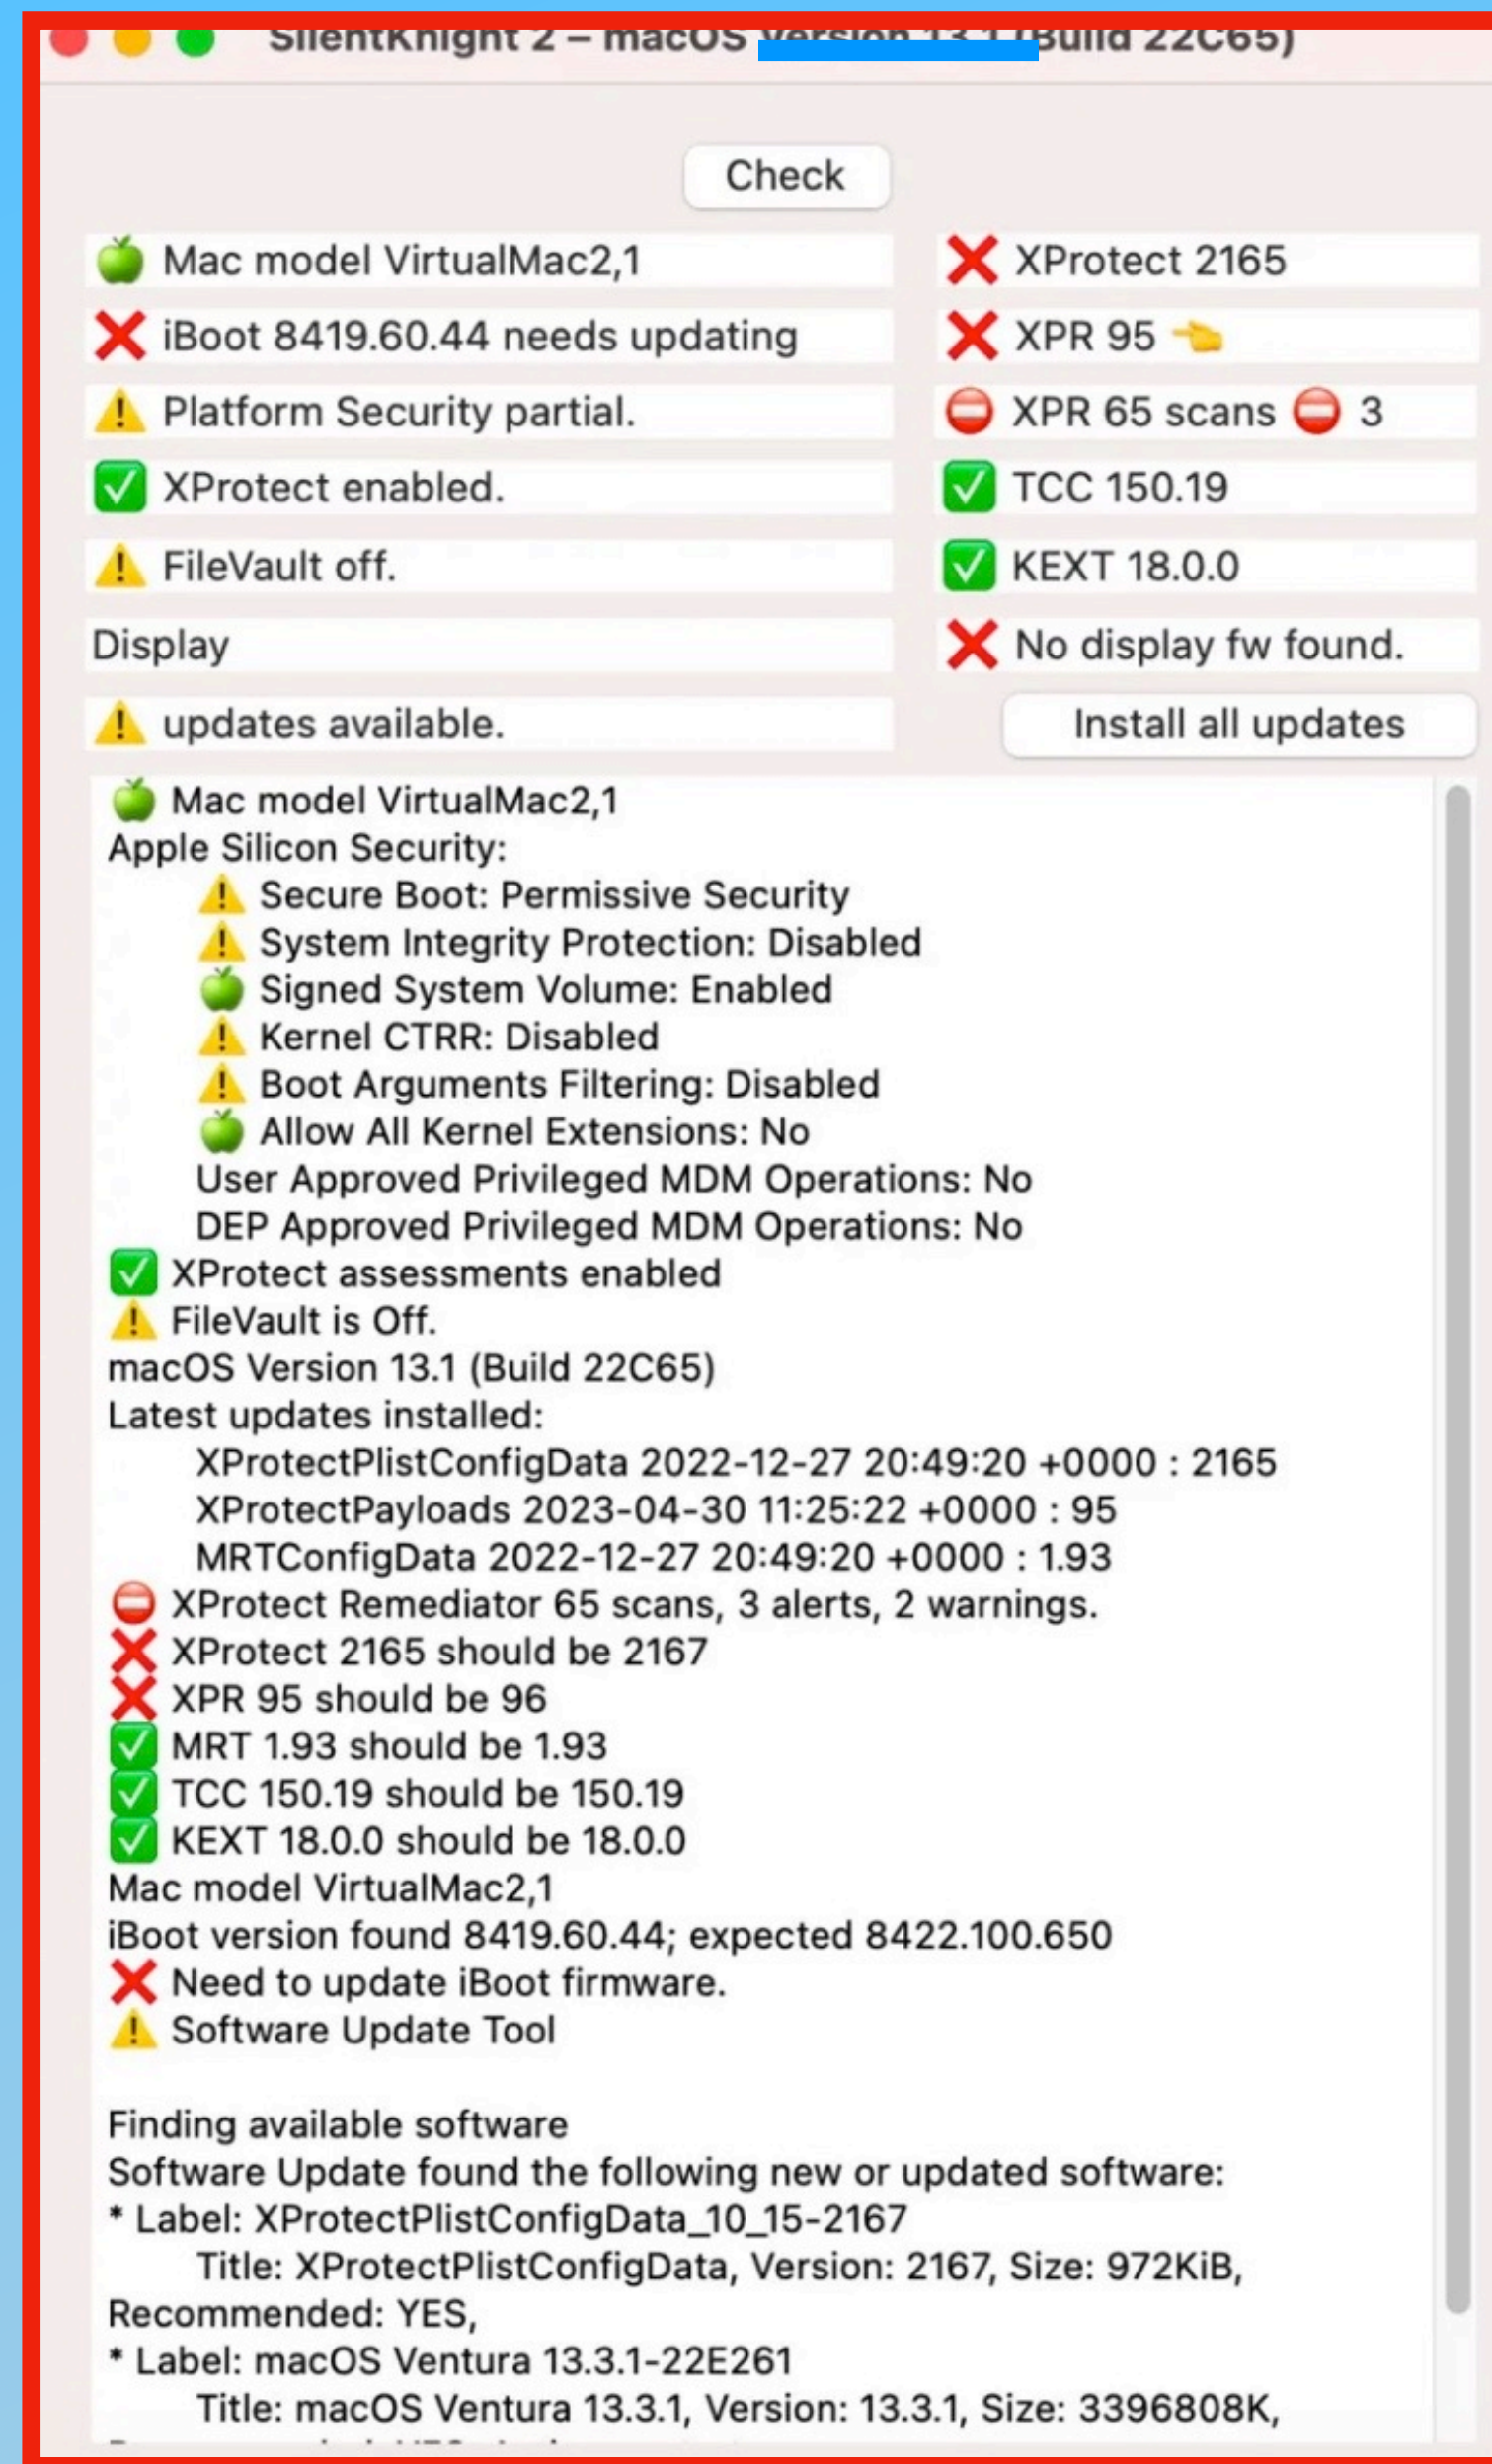 SilentKnight 2 – macOS version 13.1 (Build 22C65)
Check
Mac model VirtualMac2,1
XProtect 2165
iBoot 8419.60.44 needs updating
XPR 95
Platform Security partial.
XPR 65 scans 3
XProtect enabled.
TCC 150.19
FileVault off.
KEXT 18.0.0
Display
No display fw found.
updates available.
Install all updates
Mac model VirtualMac2,1
Apple Silicon Security:
Secure Boot: Permissive Security
System Integrity Protection: Disabled
Signed System Volume: Enabled
Kernel CTRR: Disabled
Boot Arguments Filtering: Disabled
Allow All Kernel Extensions: No
User Approved Privileged MDM Operations: No
DEP Approved Privileged MDM Operations: No
XProtect assessments enabled
FileVault is Off.
macOS Version 13.1 (Build 22C65)
Latest updates installed:
XProtectPlistConfigData 2022-12-27 20:49:20 +0000 : 2165
XProtectPayloads 2023-04-30 11:25:22 +0000 : 95
MRTConfigData 2022-12-27 20:49:20 +0000 : 1.93
XProtect Remediator 65 scans, 3 alerts, 2 warnings.
XProtect 2165 should be 2167
XPR 95 should be 96
MRT 1.93 should be 1.93
TCC 150.19 should be 150.19
KEXT 18.0.0 should be 18.0.0
Mac model VirtualMac2,1
iBoot version found 8419.60.44; expected 8422.100.650
Need to update iBoot firmware.
Software Update Tool
Finding available software
Software Update found the following new or updated software:
* Label: XProtectPlistConfigData_10_15-2167
Title: XProtectPlistConfigData, Version: 2167, Size: 972KiB,
Recommended: YES,
* Label: macOS Ventura 13.3.1-22E261
Title: macOS Ventura 13.3.1, Version: 13.3.1, Size: 3396808K,